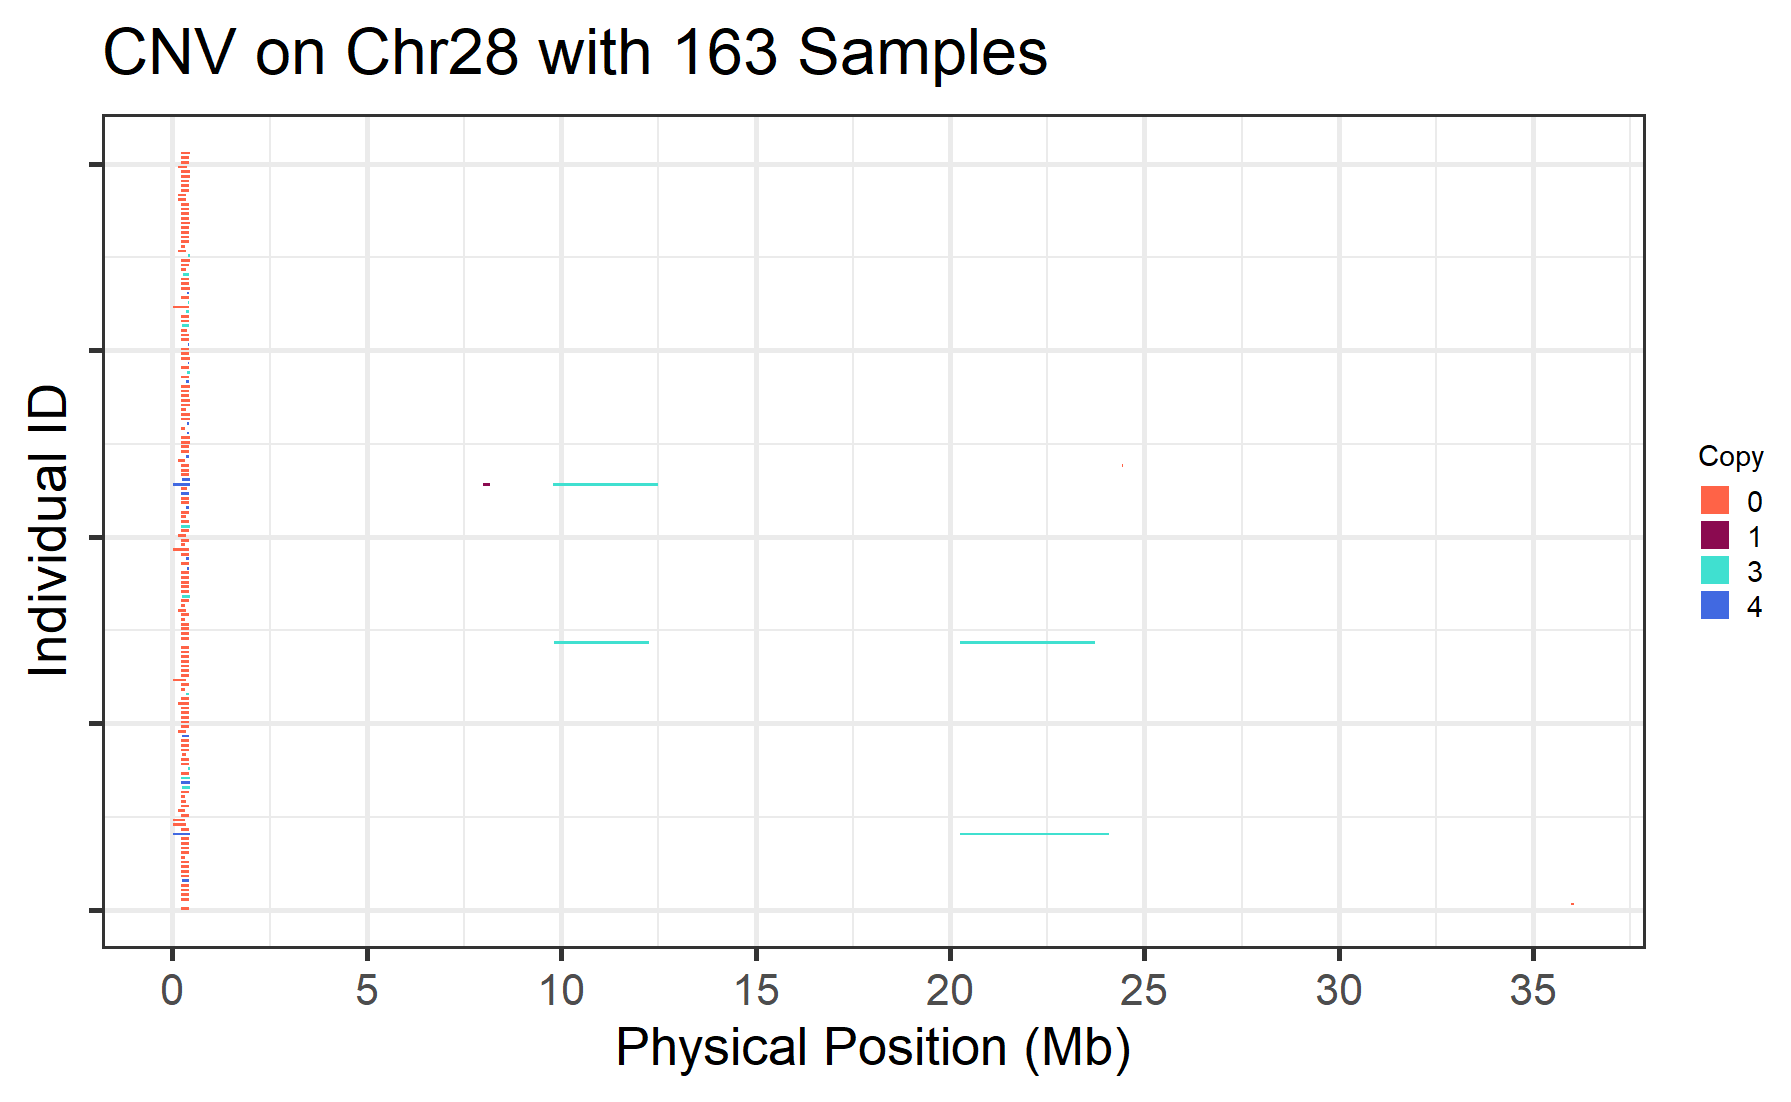 CNV on Chr28 with 163 Samples
Individual ID
Copy
0
1
3
4
0 5 10 15 20 25 30 35
Physical Position (Mb)